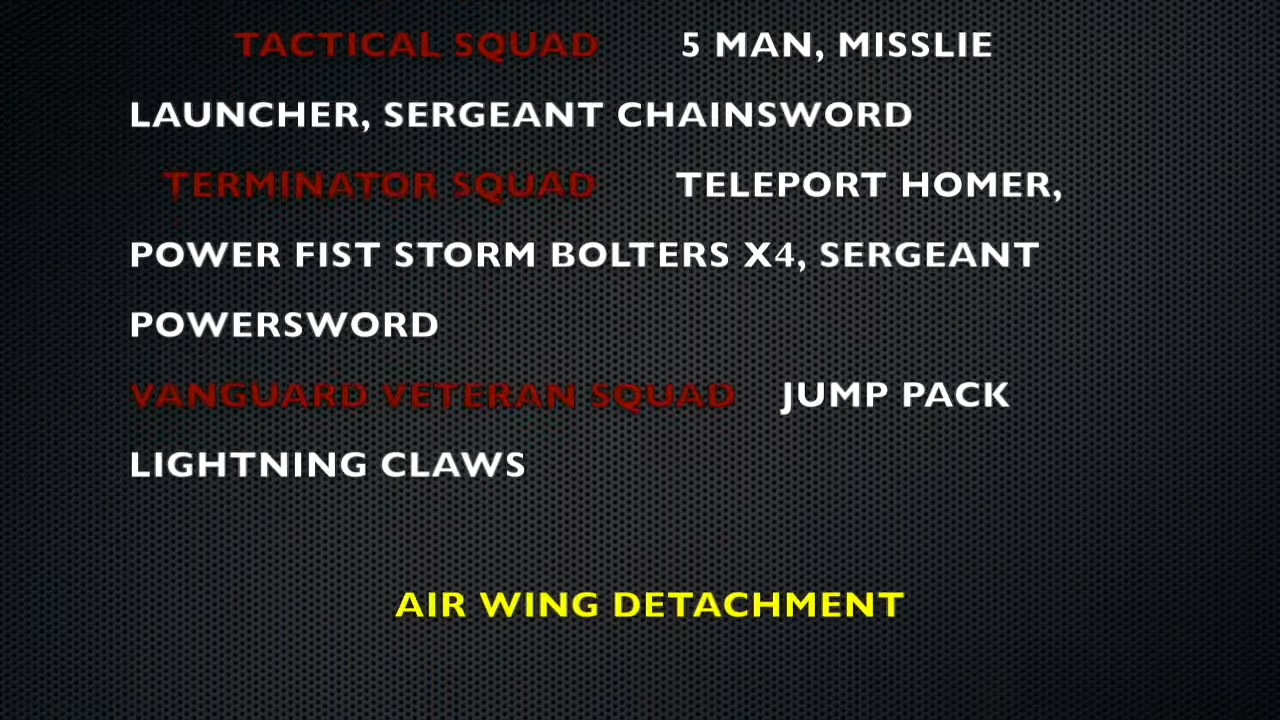 TACTICAL SQUAD 5 MAN, MISSLIE
LAUNCHER, SERGEANT CHAINSWORD
TERMINATOR SQUAD TELEPORT HOMER,
POWER FIST STORM BOLTERS X4, SERGEANT
POWERSWORD
VANGUARD VETERAN SQUAD JUMP PACK
LIGHTNING CLAWS
AIR WING DETACHMENT